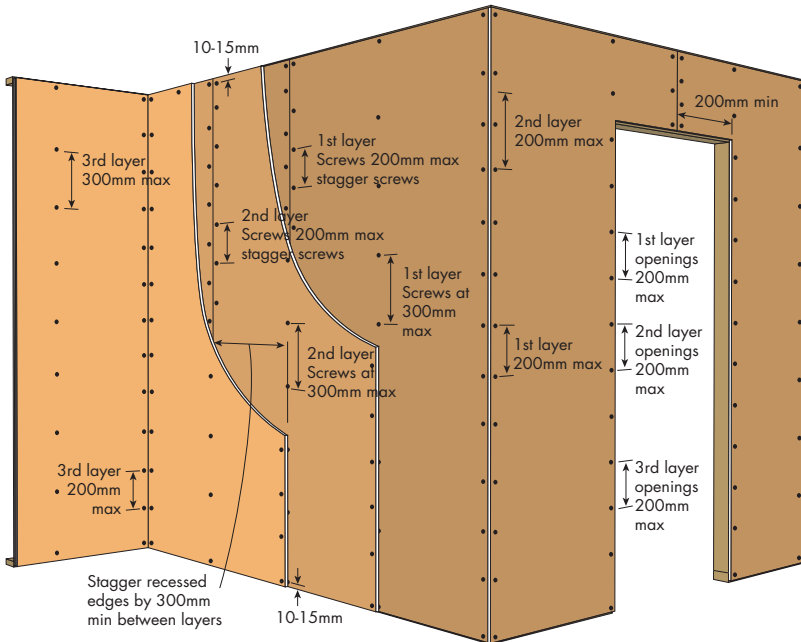 10-15mm
3rd layer
300mm max
1st layer
Screws 200mm max
stagger screws
2nd layer
200mm max
200mm min
2nd layer
Screws 200mm max
stagger screws
1st layer
Screws at
300mm
max
1st layer
openings
200mm
max
2nd layer
Screws at
300mm max
1st layer
200mm max
2nd layer
openings
200mm
max
3rd layer
200mm
max
3rd layer
openings
200mm
max
Stagger recessed
edges by 300mm
min between layers
10-15mm